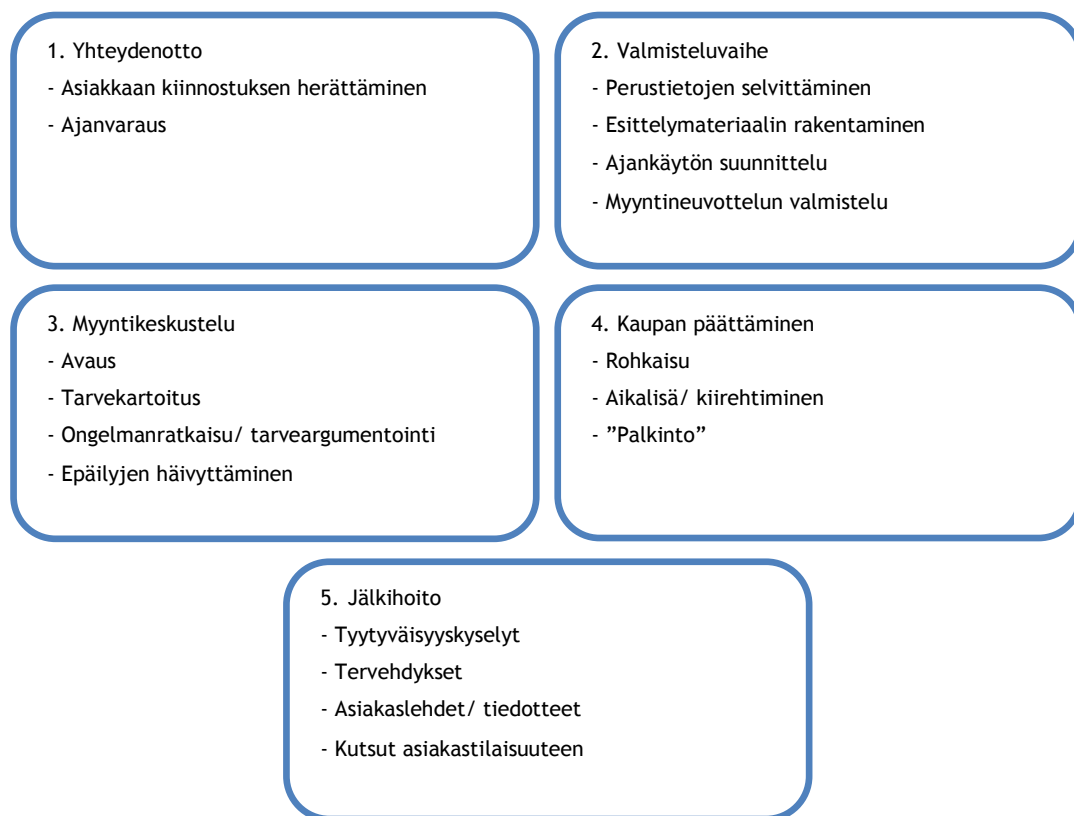 1. Yhteydenotto
- Asiakkaan kiinnostuksen herättäminen
- Ajanvaraus
2. Valmisteluvaihe
- Perustietojen selvittäminen
- Esittelymateriaalin rakentaminen
- Ajankäytön suunnittelu
- Myyntineuvottelun valmistelu
3. Myyntikeskustelu
- Avaus
- Tarvekartoitus
- Ongelmanratkaisu/ tarveargumentointi
- Epäilyjen häivyttäminen
4. Kaupan päättäminen
- Rohkaisu
- Aikalisä/ kiirehtiminen
- ”Palkinto”
5. Jälkihoito
- Tyytyväisyyskyselyt
- Tervehdykset
- Asiakaslehdet/ tiedotteet
- Kutsut asiakastilaisuuteen